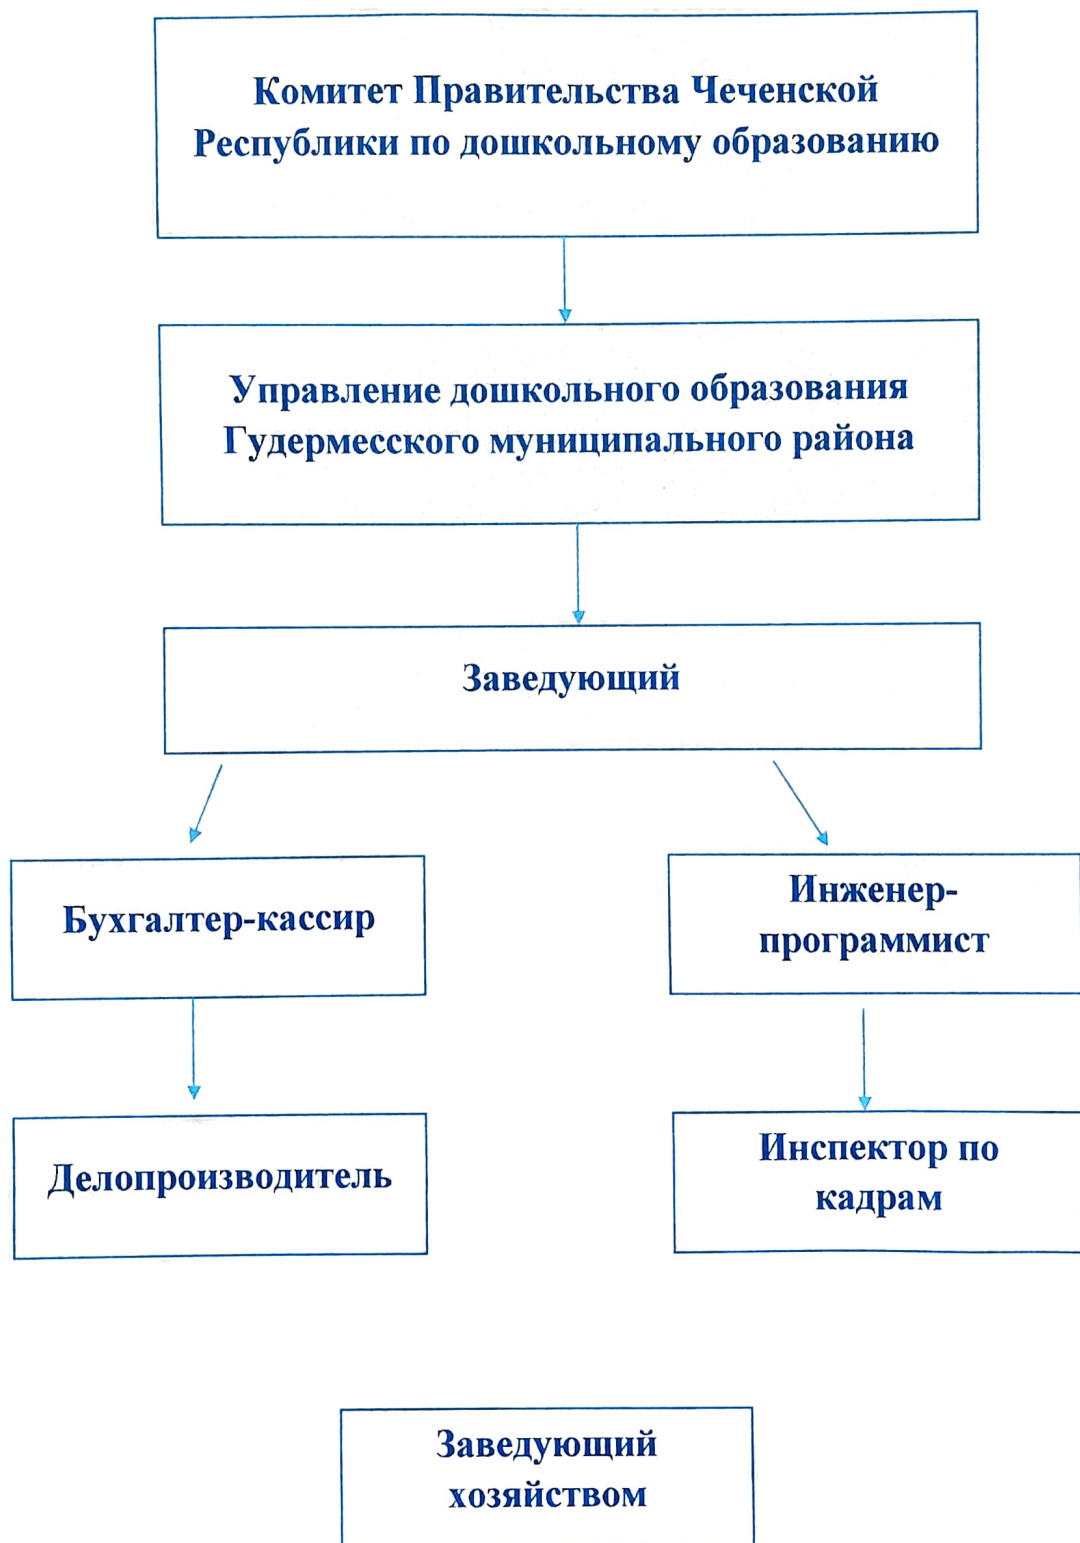 Комитет Правительства Чеченской
Республики по дошкольному образованию
Управление дошкольного образования
Гудермесского муниципального района
Заведующий
Бухгалтер-кассир
Инженер-
программист
Делопроизводитель
Инспектор по
кадрам
Заведующий
хозяйством